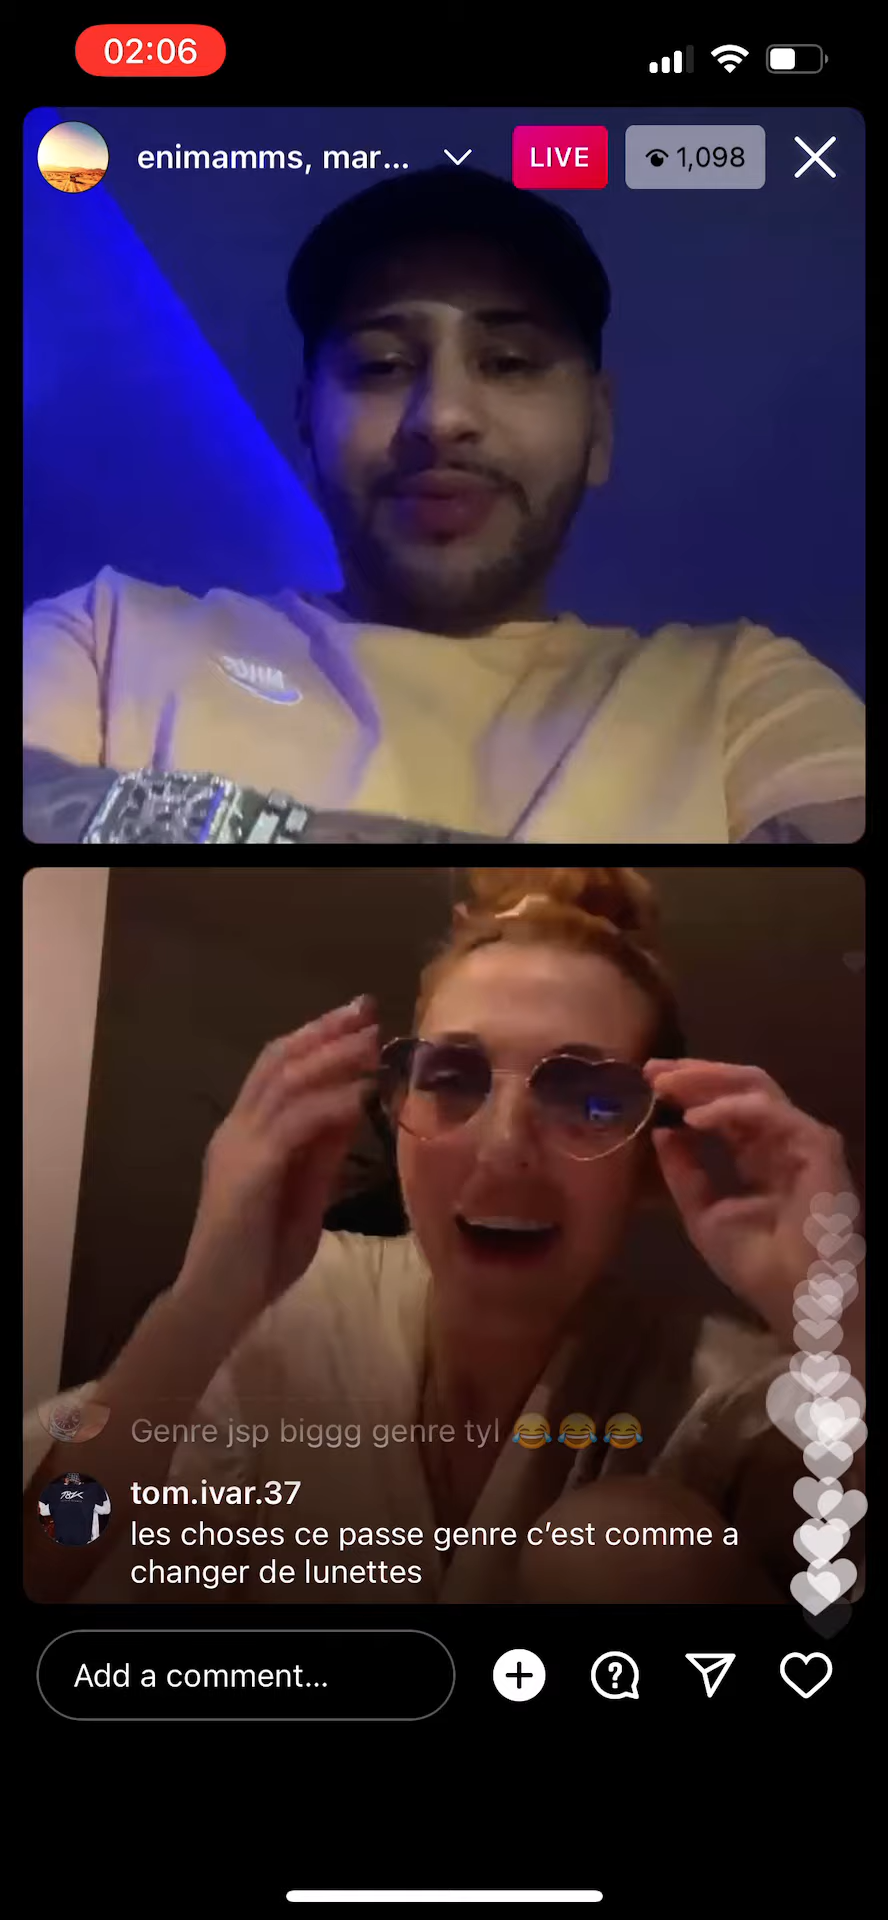 02:06
enimamms, mar...
LIVE
1,098
Genre jsp biggg genre tyl 😂😂😂
tom.ivar.37
les choses ce passe genre c’est comme a
changer de lunettes
Add a comment...